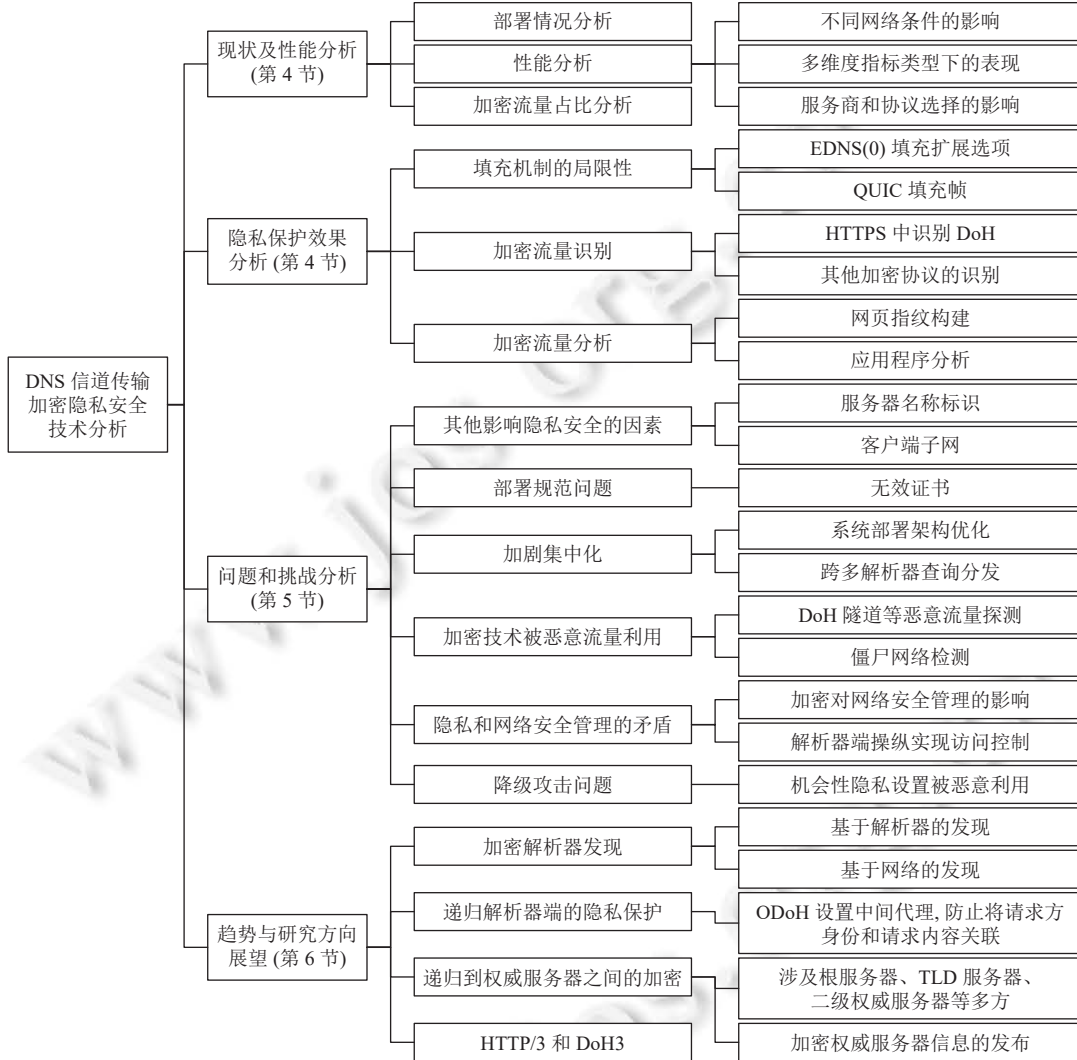 DNS 信道传输
加密隐私安全
技术分析
现状及性能分析
(第 4 节)
部署情况分析
性能分析
不同网络条件的影响
多维度指标类型下的表现
服务商和协议选择的影响
加密流量占比分析
隐私保护效果
分析 (第 4 节)
填充机制的局限性
EDNS(0) 填充扩展选项
QUIC 填充帧
加密流量识别
HTTPS 中识别 DoH
其他加密协议的识别
加密流量分析
网页指纹构建
应用程序分析
问题和挑战分析
(第 5 节)
其他影响隐私安全的因素
服务器名称标识
客户端子网
部署规范问题
无效证书
加剧集中化
系统部署架构优化
跨多解析器查询分发
加密技术被恶意流量利用
DoH 隧道等恶意流量探测
僵尸网络检测
隐私和网络安全管理的矛盾
加密对网络安全管理的影响
解析器端操纵实现访问控制
降级攻击问题
机会性隐私设置被恶意利用
趋势与研究方向
展望 (第 6 节)
加密解析器发现
基于解析器的发现
基于网络的发现
递归解析器端的隐私保护
ODoH 设置中间代理, 防止将请求方
身份和请求内容关联
递归到权威服务器之间的加密
涉及根服务器、TLD 服务器、
二级权威服务器等多方
加密权威服务器信息的发布
HTTP/3 和 DoH3